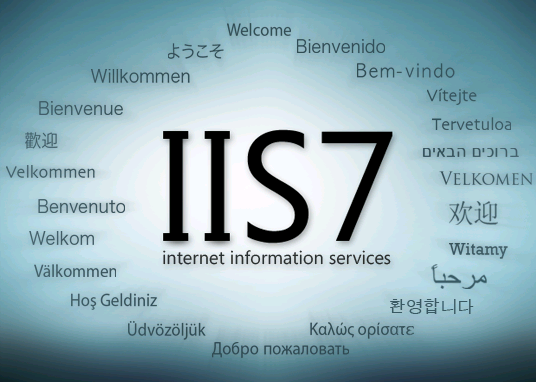 Welcome
Bienvenido
ようこそ
Bem-vindo
Willkommen
Vítejte
Bienvenue
Tervetuloa
歡迎
ברוכים הבאים
Velkommen
VELKOMEN
IIS7
Benvenuto
欢迎
Welkom
Witamy
internet information services
Välkommen
مرحباً
Hoş Geldiniz
환영합니다
Üdvözöljük
Καλώς ορίσατε
Добро пожаловать